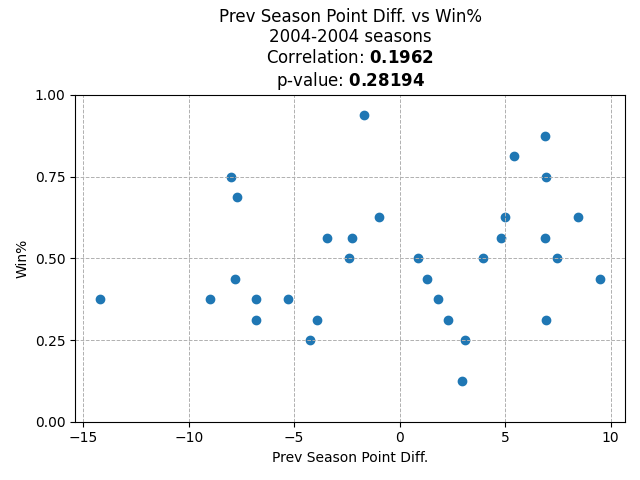 Prev Season Point Diff. vs Win%
2004-2004 seasons
Correlation: 0.1962
p-value: 0.28194
1.00
0.75
0.50
0.25
0.00
Win%
−15
−10
−5
0
5
10
Prev Season Point Diff.